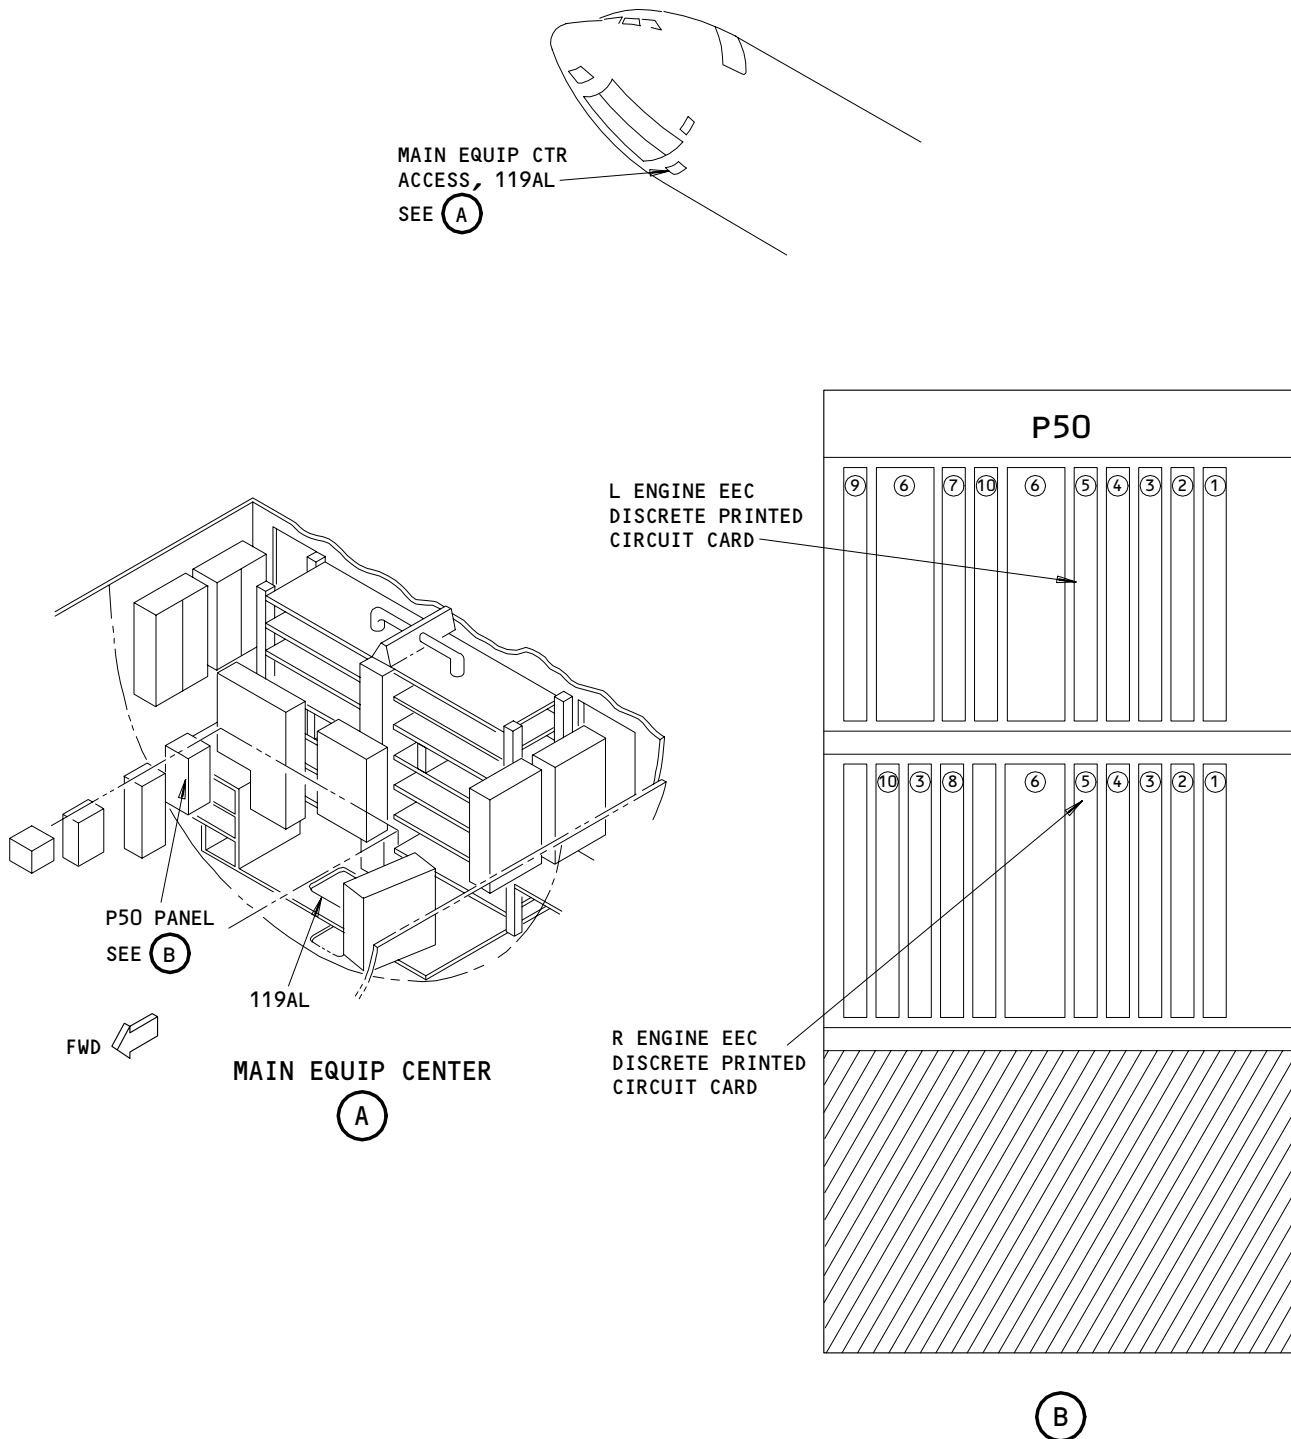 MAIN EQUIP CTR
ACCESS, 119AL
SEE A
P50
L ENGINE EEC
DISCRETE PRINTED
CIRCUIT CARD
9 6 7 10 6 5 4 3 2 1
10 3 8 6 5 4 3 2 1
P50 PANEL
SEE B
119AL
FWD
MAIN EQUIP CENTER
A
R ENGINE EEC
DISCRETE PRINTED
CIRCUIT CARD
B